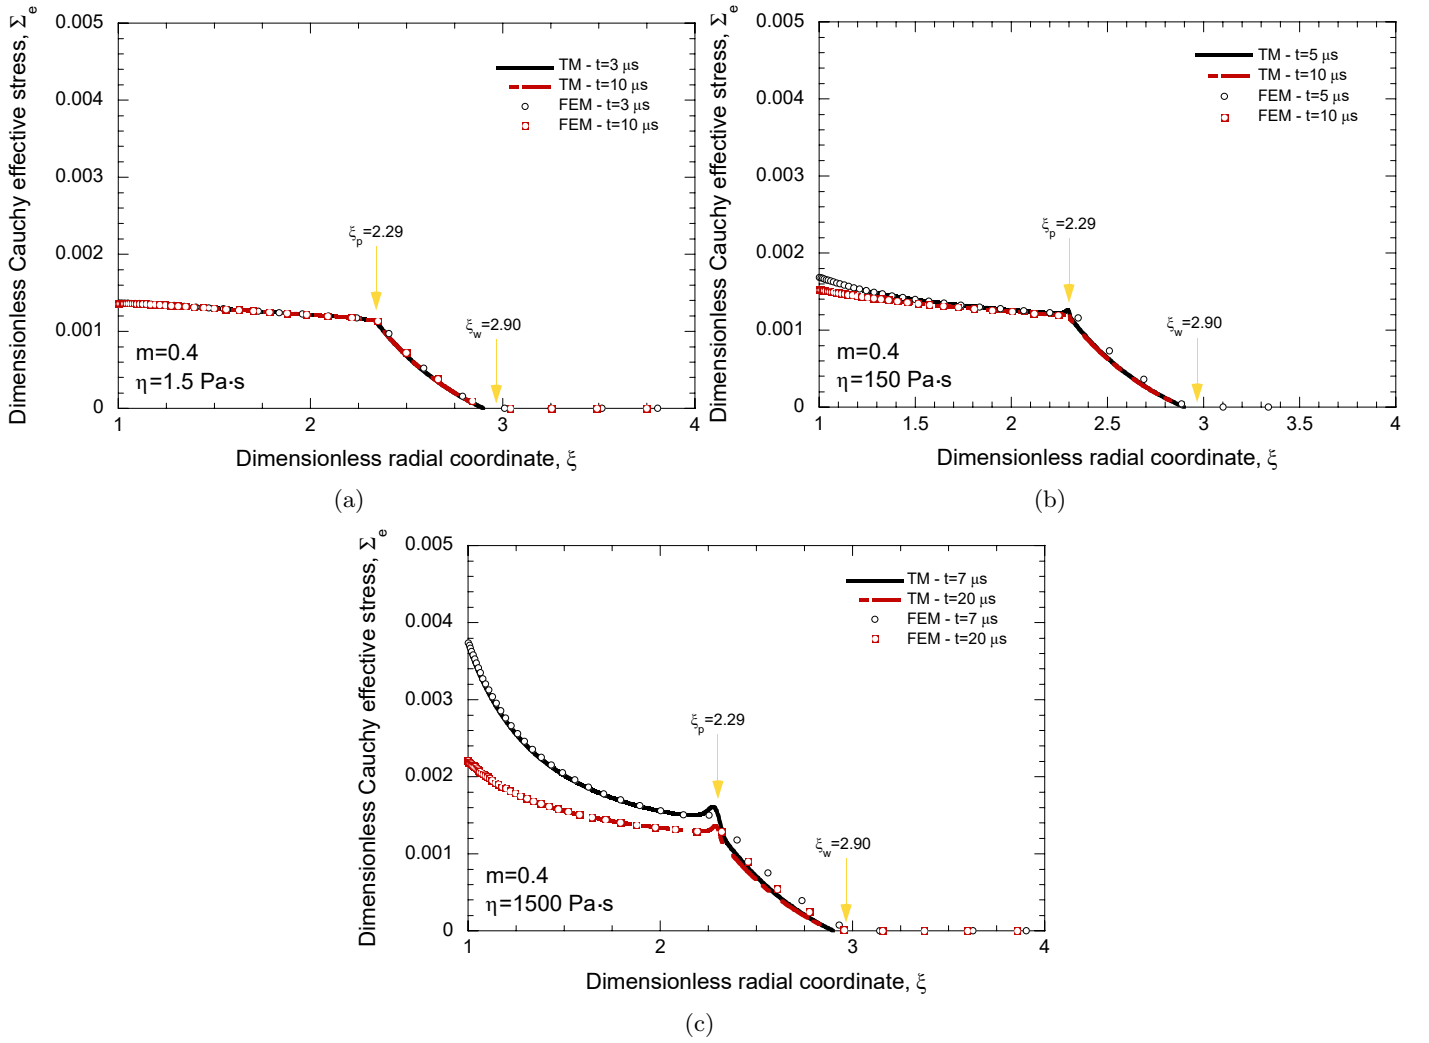 Dimensionless Cauchy effective stress, Σe
0.005
0.004
0.003
0.002
0.001
0
TM - t=3 μs
TM - t=10 μs
FEM - t=3 μs
FEM - t=10 μs
ξp=2.29
ξw=2.90
m=0.4
η=1.5 Pa·s
1 2 3 4
Dimensionless radial coordinate, ξ
(a)
Dimensionless Cauchy effective stress, Σe
0.005
0.004
0.003
0.002
0.001
0
TM - t=5 μs
TM - t=10 μs
FEM - t=5 μs
FEM - t=10 μs
ξp=2.29
ξw=2.90
m=0.4
η=150 Pa·s
1 1.5 2 2.5 3 3.5 4
Dimensionless radial coordinate, ξ
(b)
Dimensionless Cauchy effective stress, Σe
0.005
0.004
0.003
0.002
0.001
0
TM - t=7 μs
TM - t=20 μs
FEM - t=7 μs
FEM - t=20 μs
ξp=2.29
ξw=2.90
m=0.4
η=1500 Pa·s
1 2 3 4
Dimensionless radial coordinate, ξ
(c)